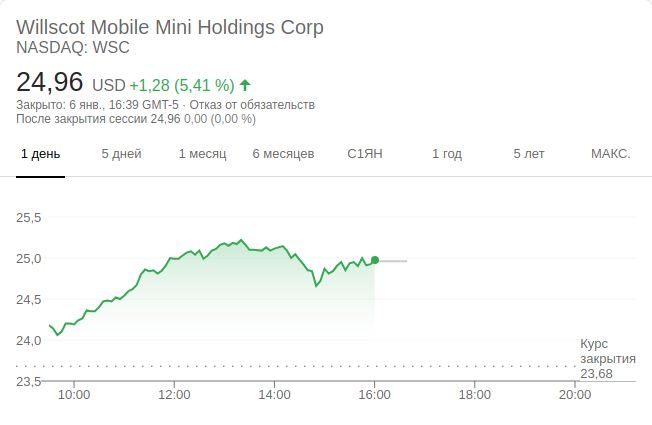 Willscot Mobile Mini Holdings Corp
NASDAQ: WSC
24,96 USD +1,28 (5,41 %)
Закрыто: 6 янв., 16:39 GMT-5 · Отказ от обязательств
После закрытия сессии 24,96 0,00 (0,00 %)
1 день 5 дней 1 месяц 6 месяцев С1ЯН 1 год 5 лет МАКС.
25,5
25,0
24,5
24,0
23,5
Курс
закрытия
23,68
10:00 12:00 14:00 16:00 18:00 20:00